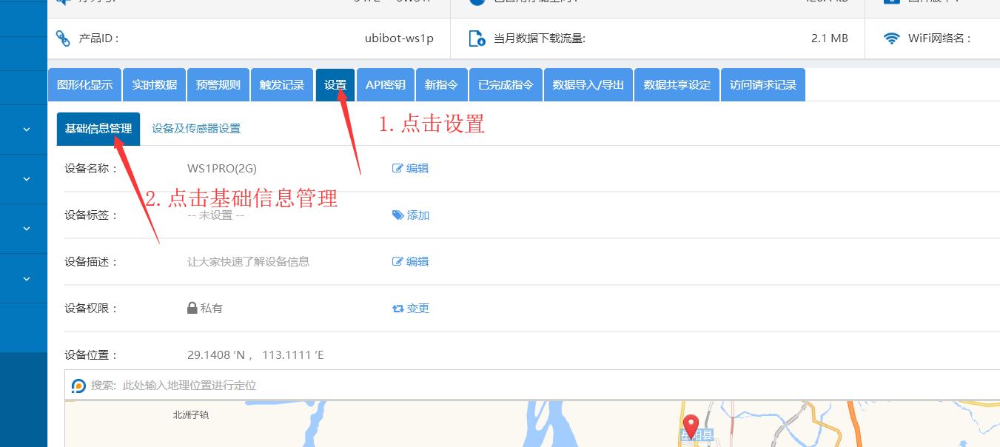 产品ID : ubibot-ws1p 当月数据下载流量: 2.1 MB WiFi网络名 :
图形化显示 实时数据 预警规则 触发记录 设置 API密钥 新指令 已完成指令 数据导入/导出 数据共享设定 访问请求记录
基础信息管理 设备及传感器设置 1.点击设置
设备名称 : WS1PRO(2G) 编辑
2.点击基础信息管理
设备标签 : -- 未设置 -- 添加
设备描述 : 让大家快速了解设备信息 编辑
设备权限 : 私有 变更
设备位置 : 29.1408 'N , 113.1111 'E
搜索: 此处输入地理位置进行定位
北洲子镇
岳阳县